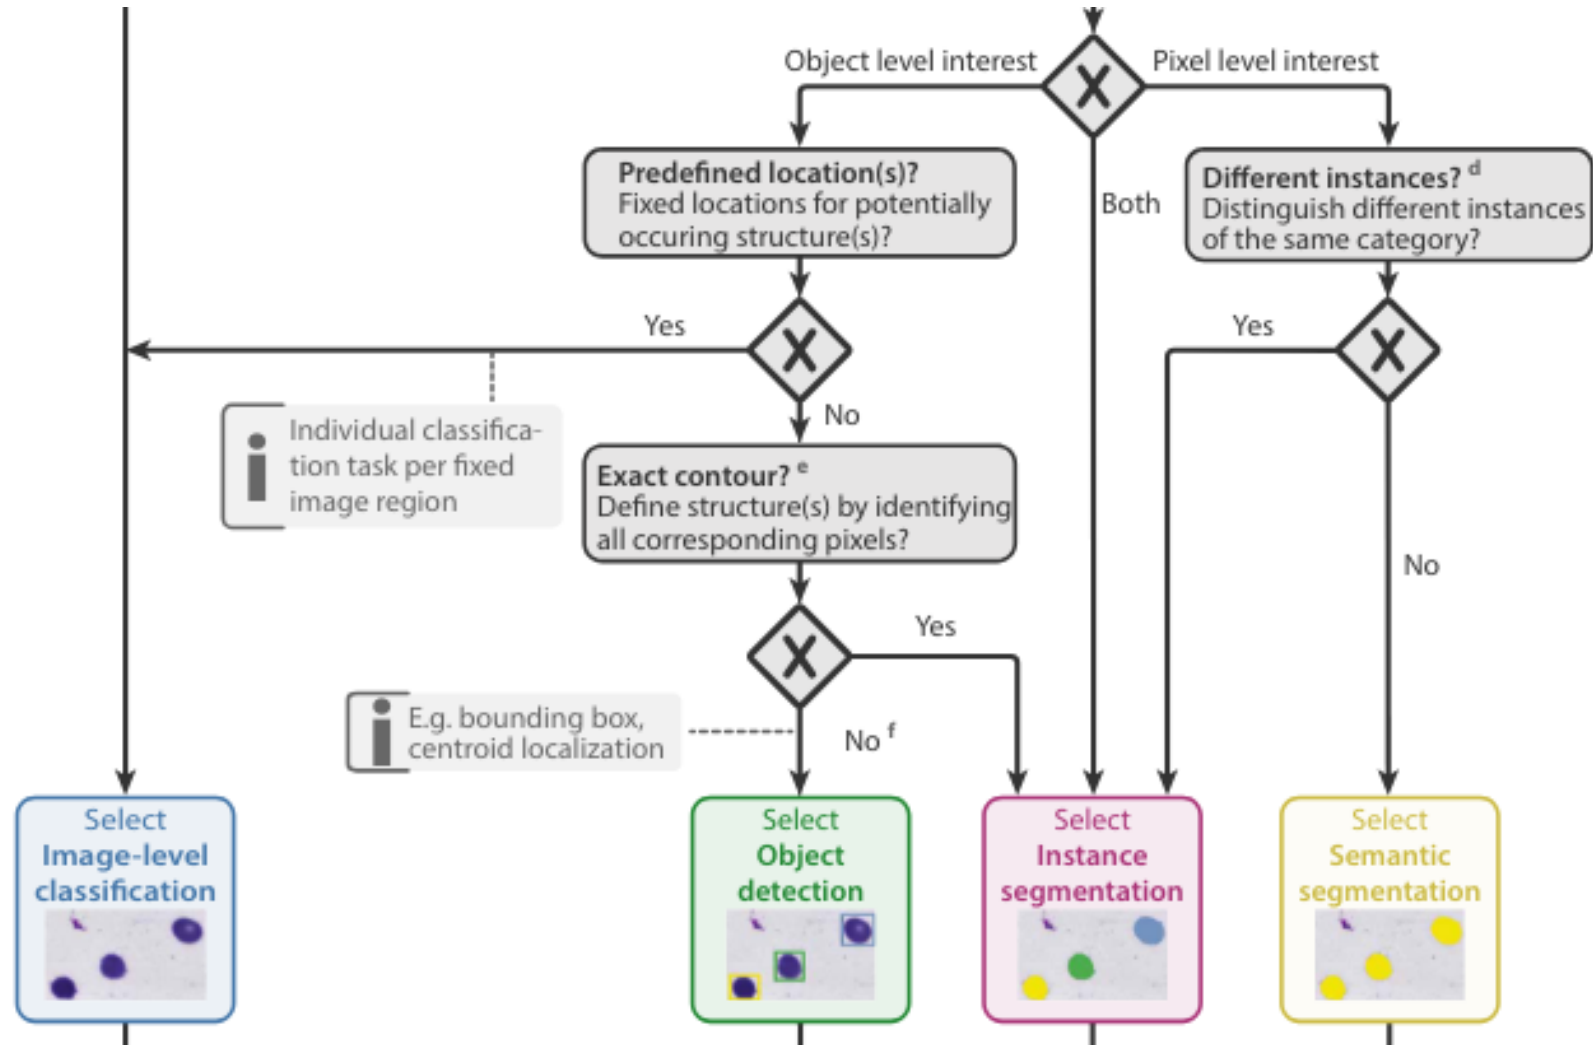 Object level interest
Pixel level interest
X
Predefined location(s)?
Fixed locations for potentially
occuring structure(s)?
Both
Different instances? d
Distinguish different instances
of the same category?
Yes
X
Yes
X
No
Individual classifica-
tion task per fixed
image region
i
Exact contour? e
Define structure(s) by identifying
all corresponding pixels?
No
Yes
X
i
E.g. bounding box,
centroid localization
No f
Select
Image-level
classification
Select
Object
detection
Select
Instance
segmentation
Select
Semantic
segmentation